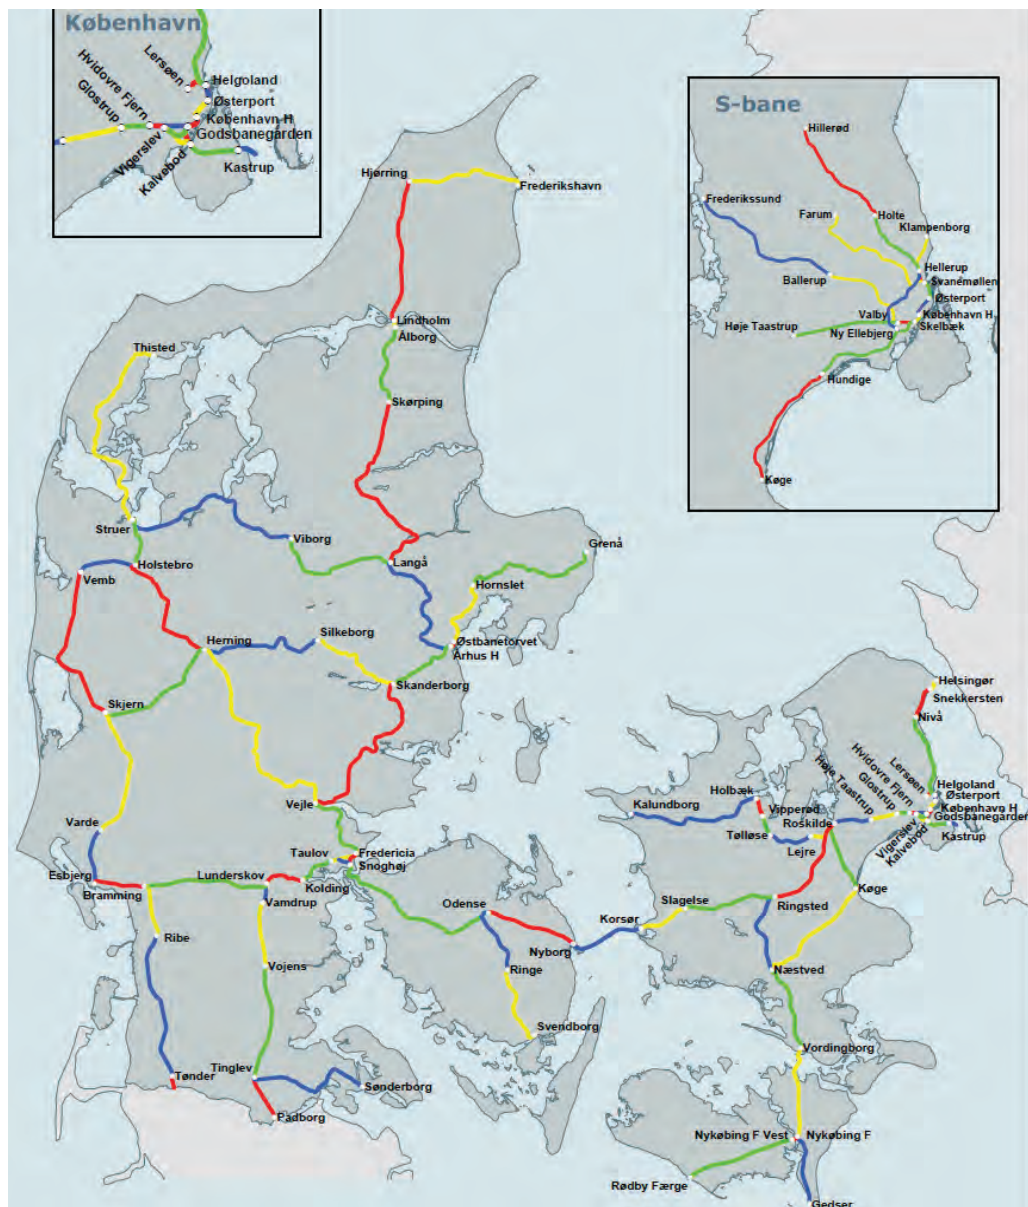 København
Hvidovre Fjern
Lersøen
Glostrup
Helgoland
Østerport
København H
Godsbanegården
Vigerslev
Kalvebod
Kastrup
S-bane
Hillerød
Frederikssund
Farum
Holte
Klampenborg
Ballerup
Hellerup
Svanemøllen
Østerport
Valby
København H
Høje Taastrup
Ny Ellebjerg
Skelbæk
Hundige
Køge
Hjørring
Frederikshavn
Lindholm
Ålborg
Thisted
Skørping
Struer
Viborg
Grenå
Holstebro
Langå
Vemb
Hornslet
Herning
Silkeborg
Østbanetorvet
Århus H
Skanderborg
Skjern
Vejle
Varde
Taulov
Fredericia
Snoghøj
Esbjerg
Lunderskov
Kolding
Bramming
Vamdrup
Odense
Ribe
Nyborg
Korsør
Vojens
Ringe
Svendborg
Tinglev
Tønder
Sønderborg
Padborg
Helsingør
Snekkersten
Nivå
Hvidovre Fjern
Lersøen
Høje Taastrup
Glostrup
Helgoland
Østerport
København H
Godsbanegården
Vigerslev
Kalvebod
Kastrup
Holbæk
Kalundborg
Vipperød
Roskilde
Tølløse
Lejre
Køge
Slagelse
Ringsted
Næstved
Vordingborg
Nykøbing F Vest
Nykøbing F
Rødby Færge
Gedser